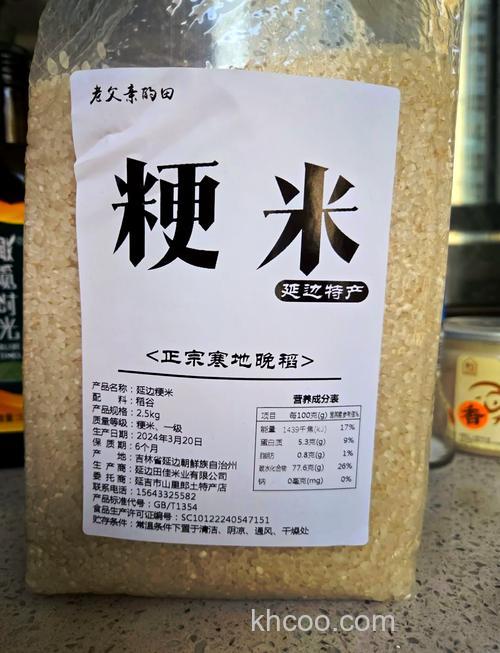 老父亲的田
粳米
延边特产
<正宗寒地晚稻>
产品名称：延边粳米
配 料：稻谷
产品规格：2.5kg
质量等级：粳米、一级
生产日期：2024年3月20日
保 质 期：6个月
产 地：吉林省延边朝鲜族自治州
生 产 商：延边田佳米业有限公司
委 托 商：延吉市山里郎土特产店
联系电话：15643325582
产品标准代号：GB/T1354
食品生产许可证编号：SC10122240547151
贮存条件：常温条件下置于清洁、阴凉、通风、干燥处
营养成分表
项目 每100克(g) 营养素参考值%
能量 1439千焦(kJ) 17%
蛋白质 5.3克(g) 9%
脂肪 0.8克(g) 1%
碳水化合物 77.6克(g) 26%
钠 0毫克(mg) 0%
香
khcoo.com